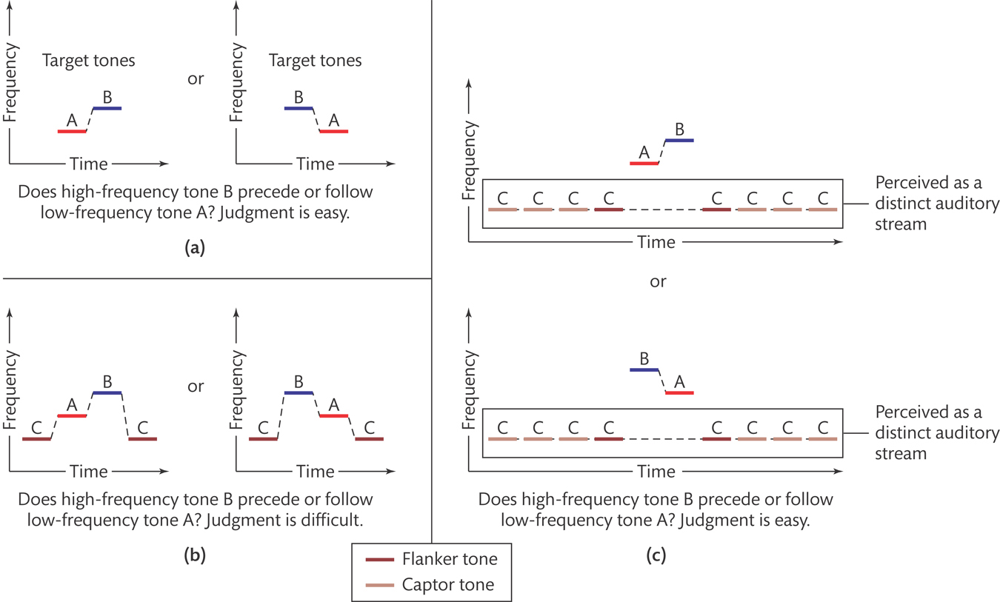 Frequency
Target tones
A
B
Time
or
Frequency
Target tones
B
A
Time
Does high-frequency tone B precede or follow
low-frequency tone A? Judgment is easy.
(a)
Frequency
C
A
B
C
Time
or
Frequency
C
B
A
C
Time
Does high-frequency tone B precede or follow
low-frequency tone A? Judgment is difficult.
(b)
Frequency
A
B
C C C C C C C C
Time
Perceived as a
distinct auditory
stream
or
Frequency
B
A
C C C C C C C C
Time
Perceived as a
distinct auditory
stream
Does high-frequency tone B precede or follow
low-frequency tone A? Judgment is easy.
(c)
Flanker tone
Captor tone